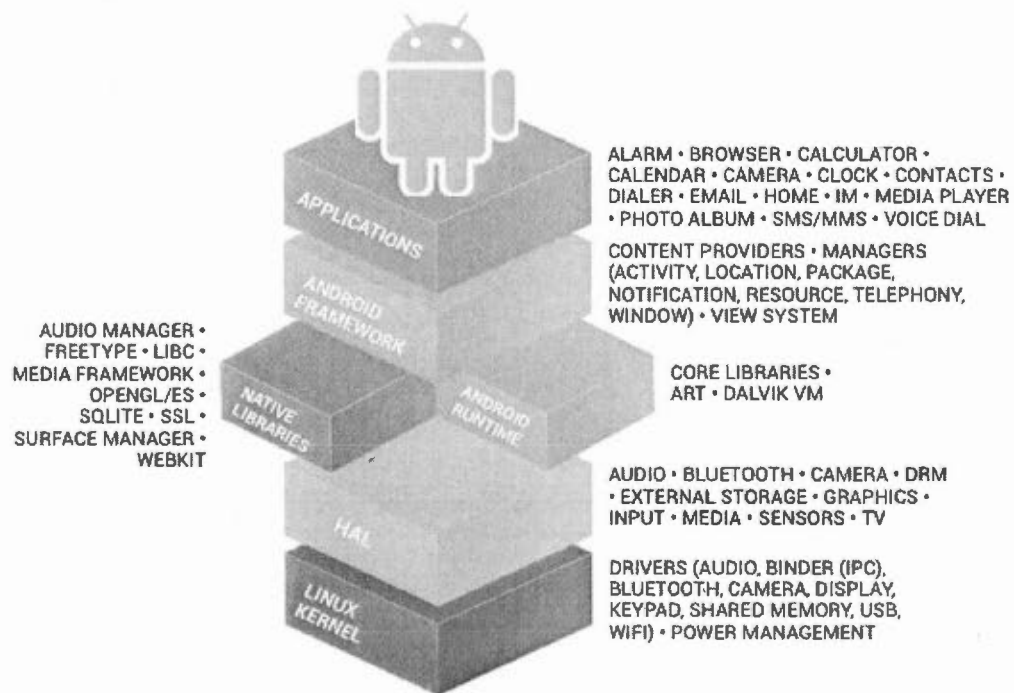 APPLICATIONS
ALARM • BROWSER • CALCULATOR •
CALENDAR • CAMERA • CLOCK • CONTACTS •
DIALER • EMAIL • HOME • IM • MEDIA PLAYER
• PHOTO ALBUM • SMS/MMS • VOICE DIAL
ANDROID
FRAMEWORK
CONTENT PROVIDERS • MANAGERS
(ACTIVITY, LOCATION, PACKAGE,
NOTIFICATION, RESOURCE, TELEPHONY,
WINDOW) • VIEW SYSTEM
AUDIO MANAGER •
FREETYPE • LIBC •
MEDIA FRAMEWORK •
OPENGL/ES •
SQLITE • SSL •
SURFACE MANAGER •
WEBKIT
NATIVE
LIBRARIES
ANDROID
RUNTIME
CORE LIBRARIES •
ART • DALVIK VM
HAL
AUDIO • BLUETOOTH • CAMERA • DRM
• EXTERNAL STORAGE • GRAPHICS •
INPUT • MEDIA • SENSORS • TV
LINUX
KERNEL
DRIVERS (AUDIO, BINDER (IPC),
BLUETOOTH, CAMERA, DISPLAY,
KEYPAD, SHARED MEMORY, USB,
WIFI) • POWER MANAGEMENT